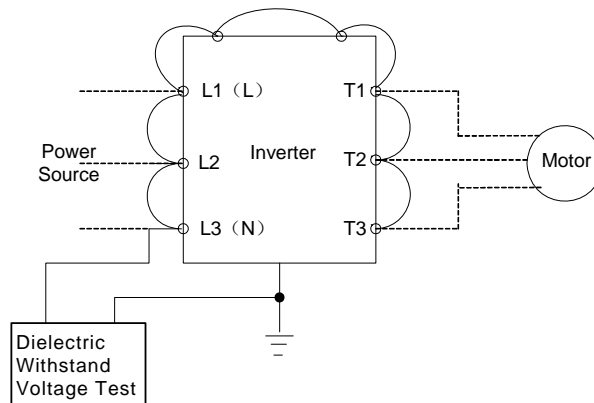 L1（L）
T1
Power
Source
L2
Inverter
T2
Motor
L3（N）
T3
Dielectric
Withstand
Voltage Test